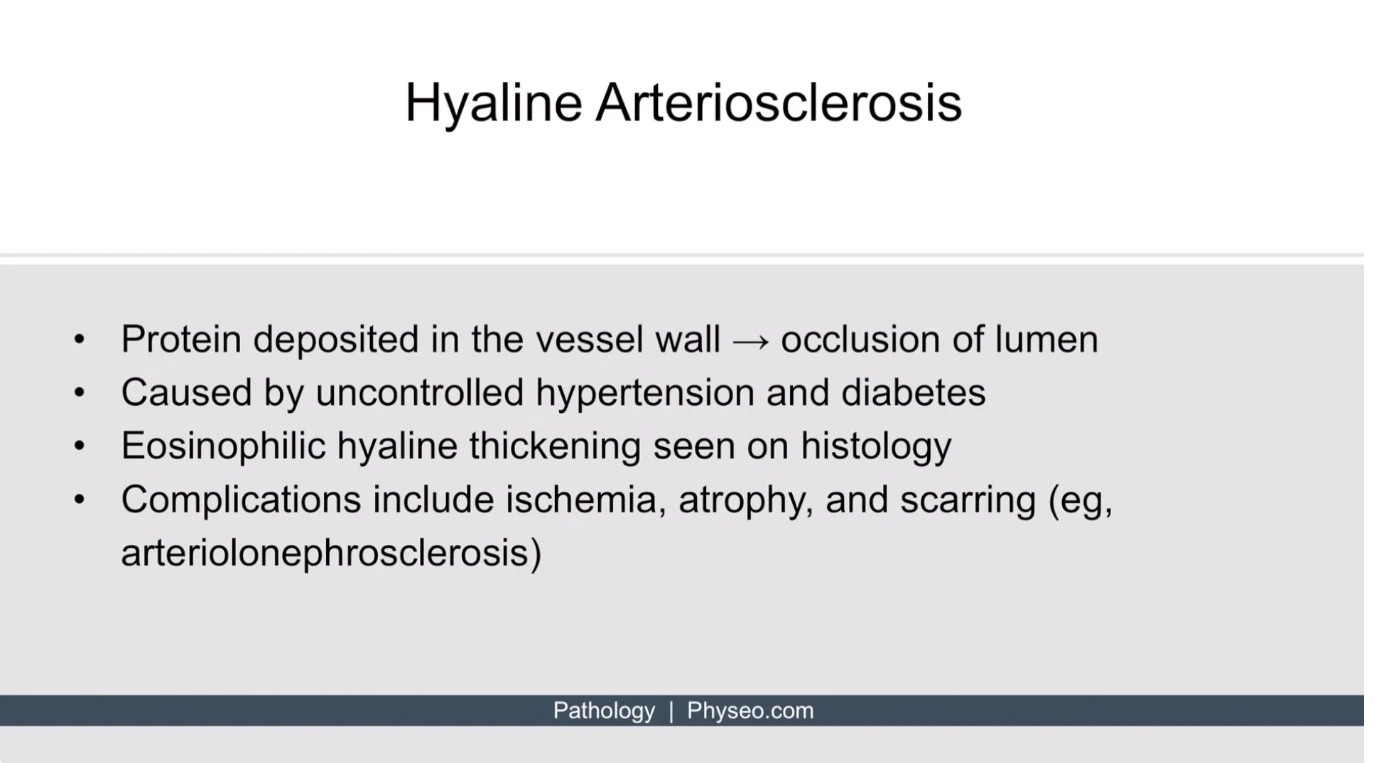 Hyaline Arteriosclerosis
• Protein deposited in the vessel wall → occlusion of lumen
• Caused by uncontrolled hypertension and diabetes
• Eosinophilic hyaline thickening seen on histology
• Complications include ischemia, atrophy, and scarring (eg,
arteriolonephrosclerosis)
Pathology | Physeo.com